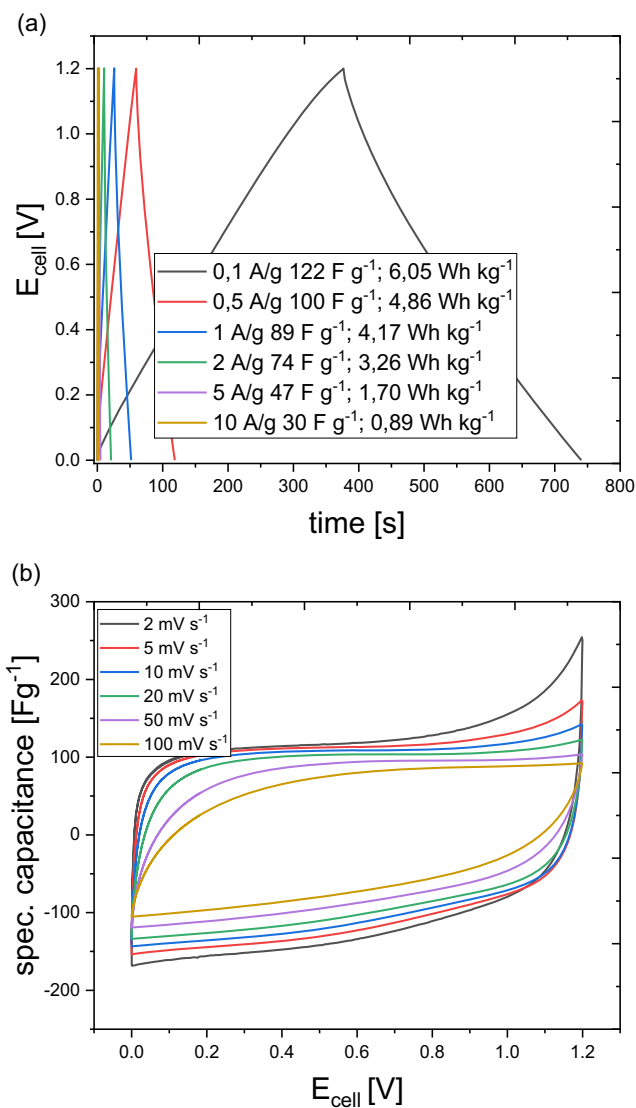 (a)
1.2
1.0
0.8
0.6
0.4
0.2
0.0
E_cell [V]
0,1 A/g 122 F g⁻¹; 6,05 Wh kg⁻¹
0,5 A/g 100 F g⁻¹; 4,86 Wh kg⁻¹
1 A/g 89 F g⁻¹; 4,17 Wh kg⁻¹
2 A/g 74 F g⁻¹; 3,26 Wh kg⁻¹
5 A/g 47 F g⁻¹; 1,70 Wh kg⁻¹
10 A/g 30 F g⁻¹; 0,89 Wh kg⁻¹
0 100 200 300 400 500 600 700 800
time [s]
(b)
300
200
100
0
-100
-200
spec. capacitance [Fg⁻¹]
2 mV s⁻¹
5 mV s⁻¹
10 mV s⁻¹
20 mV s⁻¹
50 mV s⁻¹
100 mV s⁻¹
0.0 0.2 0.4 0.6 0.8 1.0 1.2
E_cell [V]